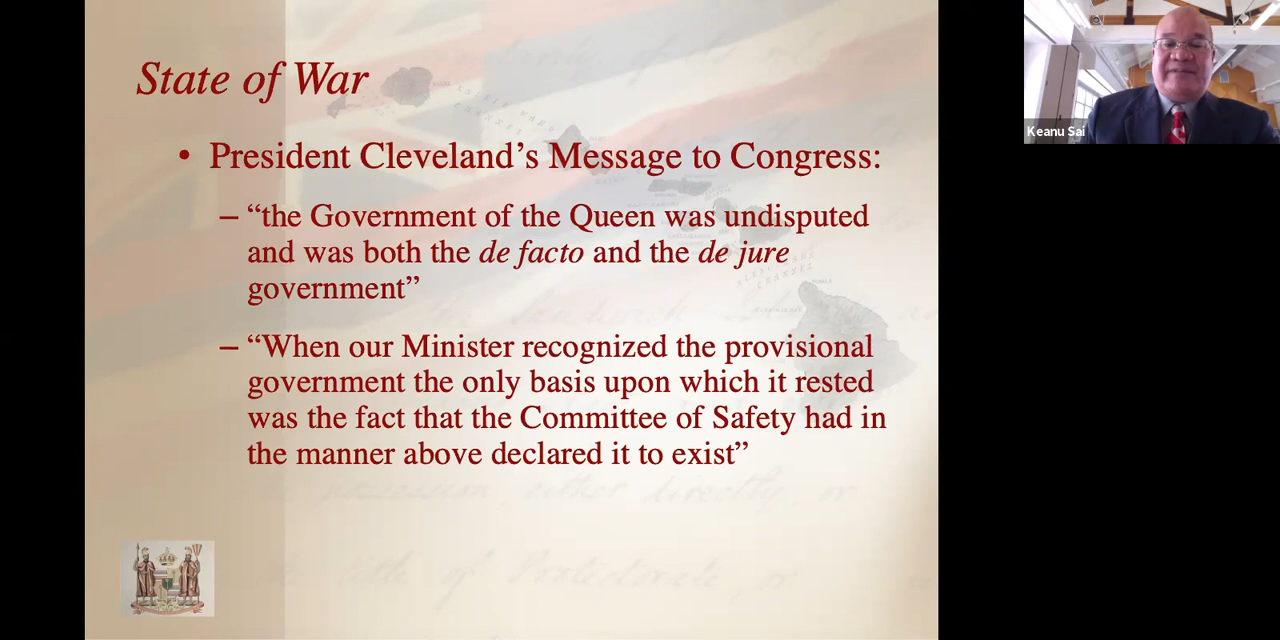 State of War
• President Cleveland’s Message to Congress:
– “the Government of the Queen was undisputed
and was both the de facto and the de jure
government”
– “When our Minister recognized the provisional
government the only basis upon which it rested
was the fact that the Committee of Safety had in
the manner above declared it to exist”
Keanu Sai